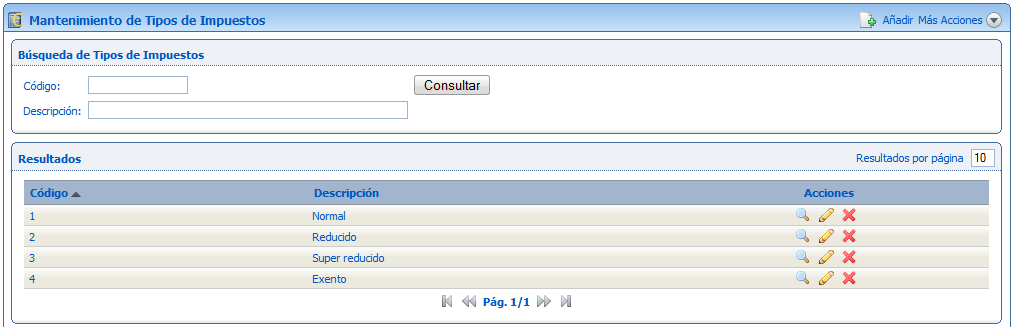 Mantenimiento de Tipos de Impuestos Añadir Más Acciones
Búsqueda de Tipos de Impuestos
Código: Consultar
Descripción:
Resultados Resultados por página 10
Código Descripción Acciones
1 Normal
2 Reducido
3 Super reducido
4 Exento
Pág. 1/1